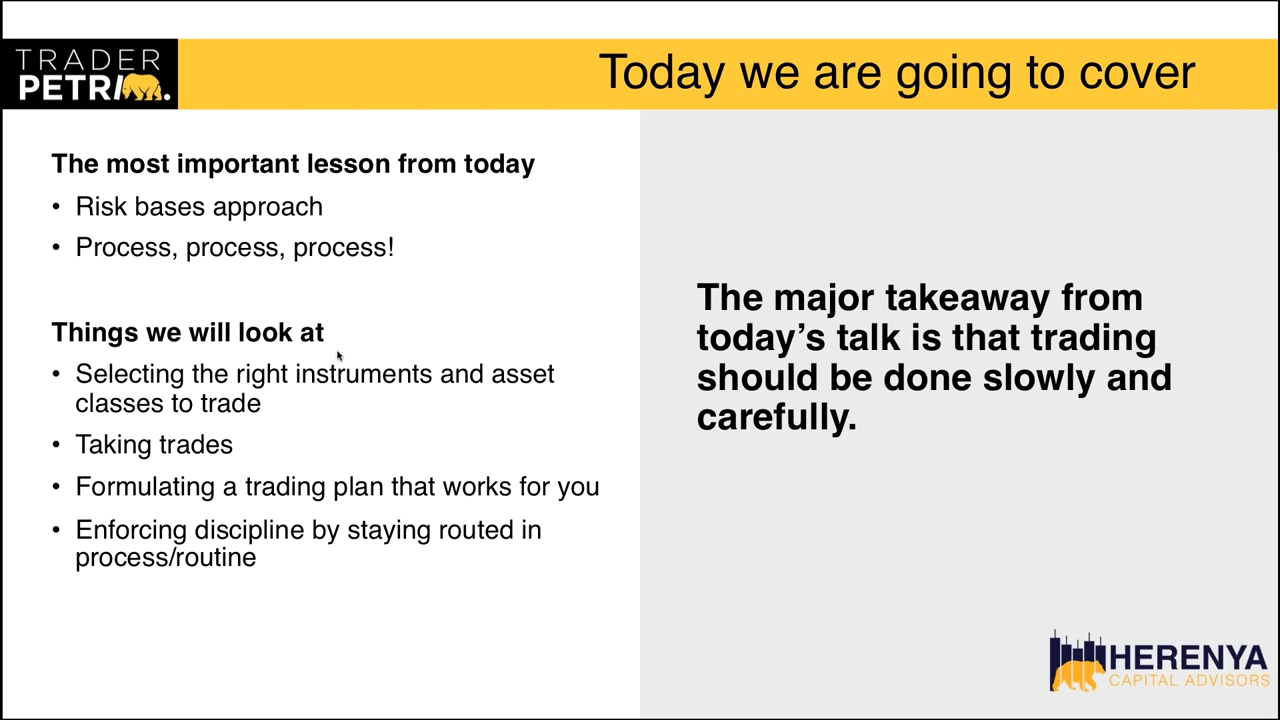 TRADER
PETRI.
Today we are going to cover
The most important lesson from today
• Risk bases approach
• Process, process, process!
Things we will look at
• Selecting the right instruments and asset
classes to trade
• Taking trades
• Formulating a trading plan that works for you
• Enforcing discipline by staying routed in
process/routine
The major takeaway from
today’s talk is that trading
should be done slowly and
carefully.
HERENYA
CAPITAL ADVISORS